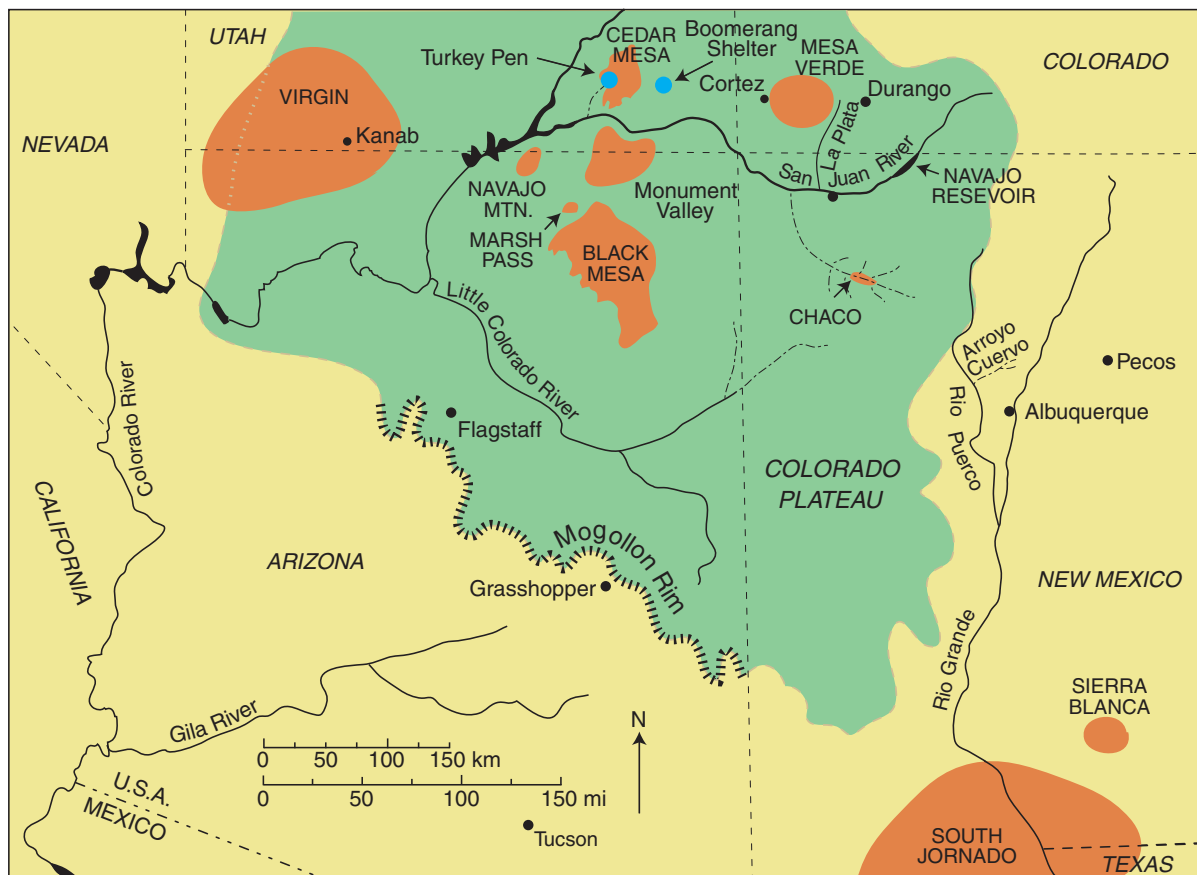 UTAH
CEDAR
MESA
Boomerang
Shelter
Turkey Pen
MESA
VERDE
COLORADO
Cortez
Durango
VIRGIN
La Plata
Kanab
NEVADA
San Juan River
NAVAJO
RESEVOIR
NAVAJO
MTN.
Monument
Valley
MARSH
PASS
BLACK
MESA
CHACO
Little Colorado River
Arroyo
Cuervo
Pecos
Colorado River
Rio Puerco
Albuquerque
Flagstaff
COLORADO
PLATEAU
CALIFORNIA
ARIZONA
Mogollon Rim
Grasshopper
NEW MEXICO
Rio Grande
SIERRA
BLANCA
Gila River
N
0 50 100 150 km
0 50 100 150 mi
U.S.A.
MEXICO
Tucson
SOUTH
JORNADO
TEXAS